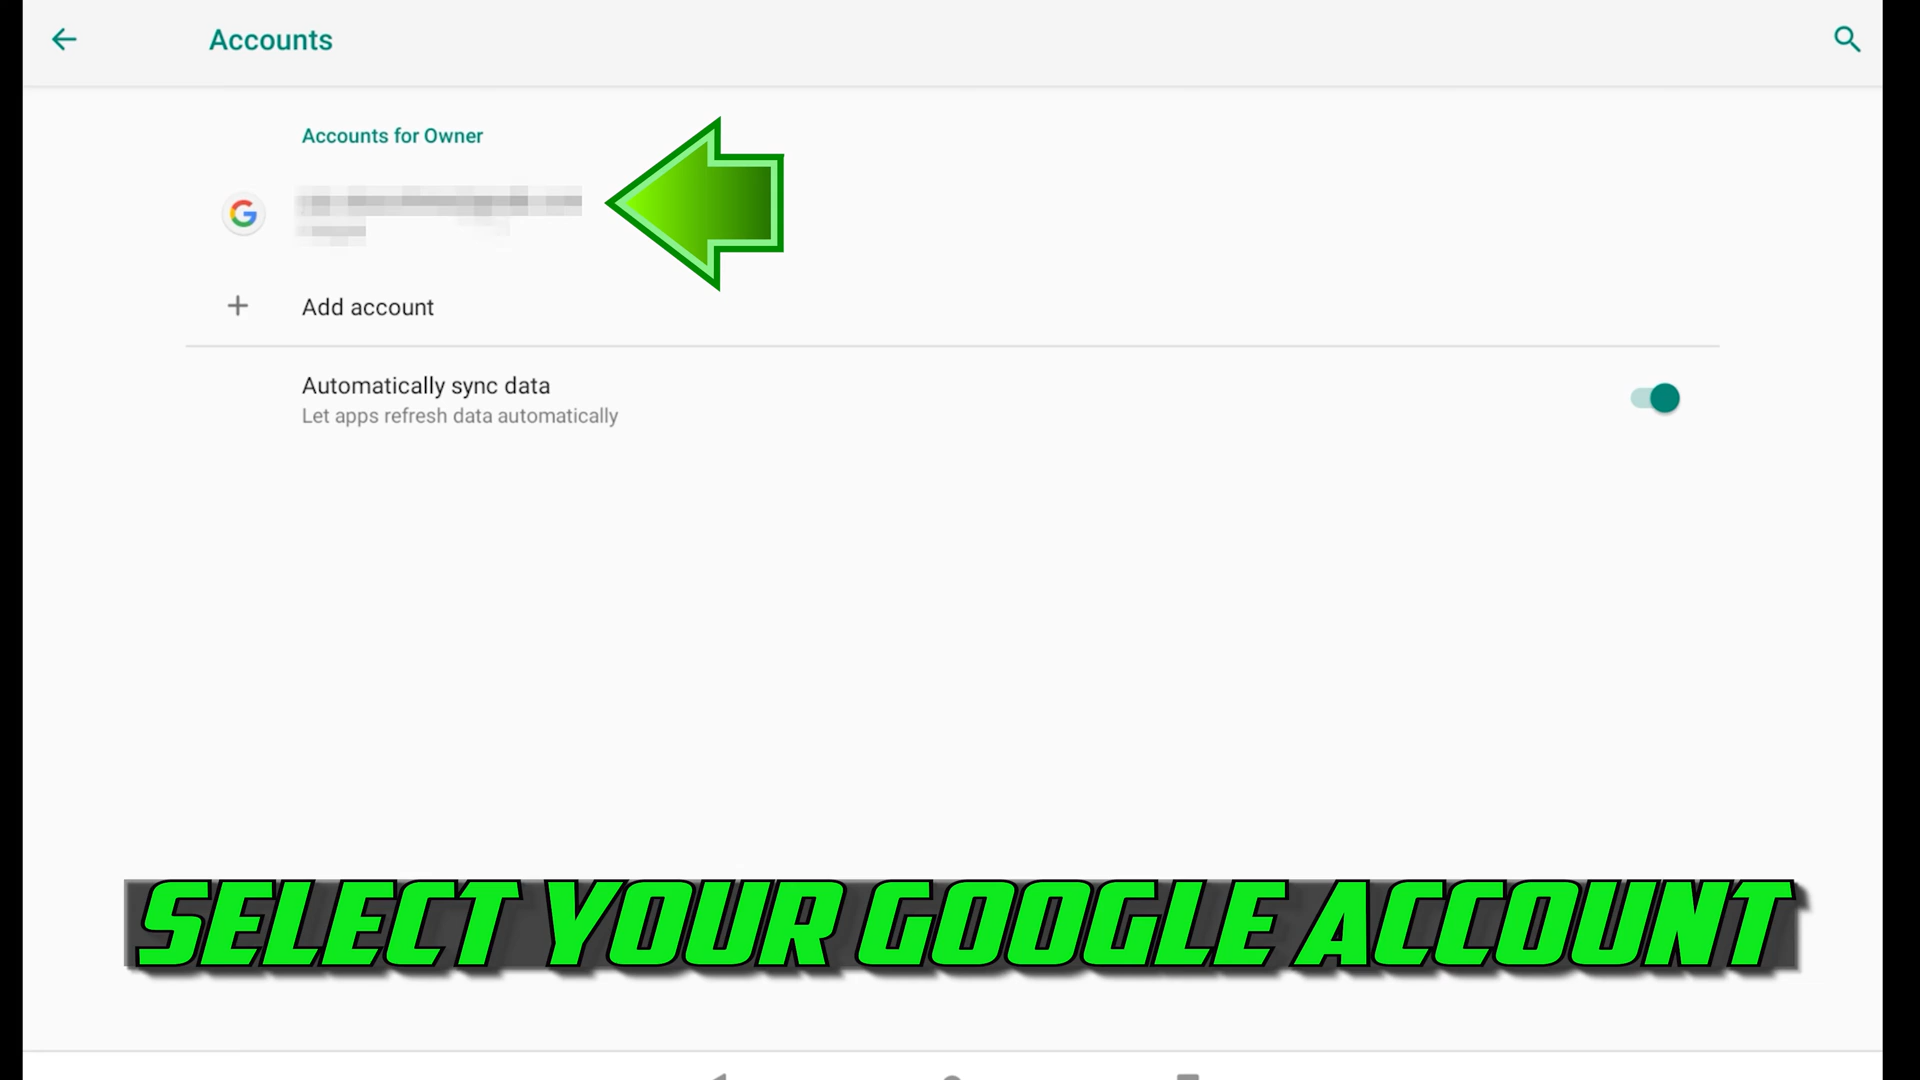 Accounts
Accounts for Owner
Add account
Automatically sync data
Let apps refresh data automatically
SELECT YOUR GOOGLE ACCOUNT